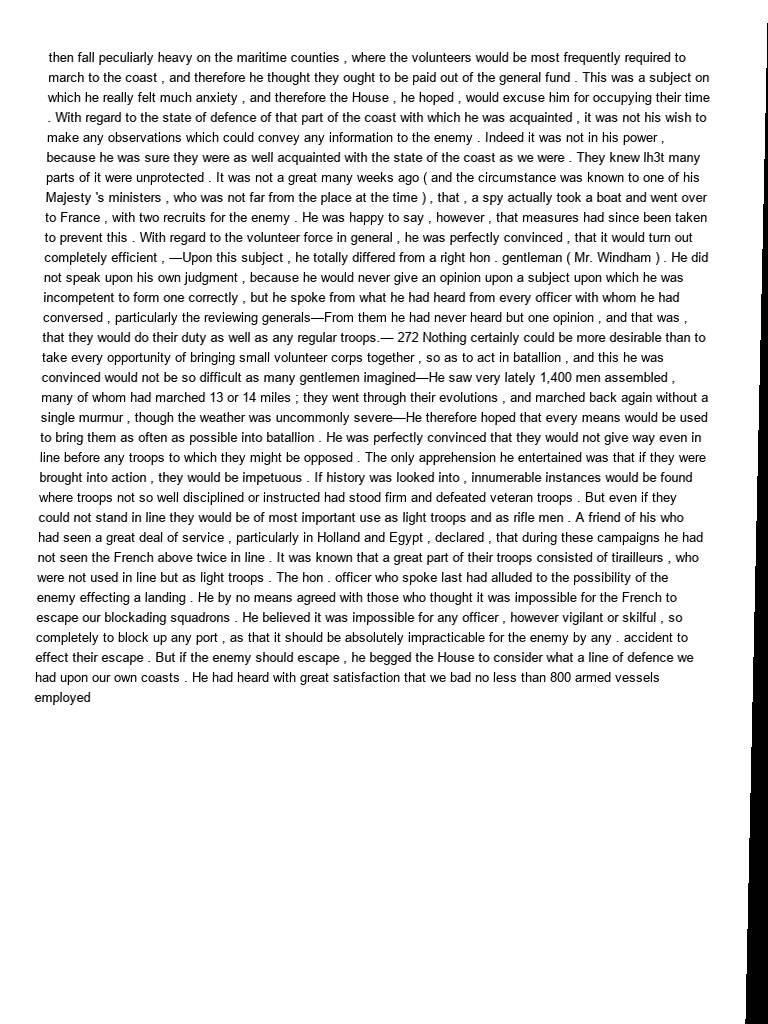 then fall peculiarly heavy on the maritime counties , where the volunteers would be most frequently required to
march to the coast , and therefore he thought they ought to be paid out of the general fund . This was a subject on
which he really felt much anxiety , and therefore the House , he hoped , would excuse him for occupying their time
. With regard to the state of defence of that part of the coast with which he was acquainted , it was not his wish to
make any observations which could convey any information to the enemy . Indeed it was not in his power ,
because he was sure they were as well acquainted with the state of the coast as we were . They knew lh3t many
parts of it were unprotected . It was not a great many weeks ago ( and the circumstance was known to one of his
Majesty 's ministers , who was not far from the place at the time ) , that , a spy actually took a boat and went over
to France , with two recruits for the enemy . He was happy to say , however , that measures had since been taken
to prevent this . With regard to the volunteer force in general , he was perfectly convinced , that it would turn out
completely efficient , —Upon this subject , he totally differed from a right hon . gentleman ( Mr. Windham ) . He did
not speak upon his own judgment , because he would never give an opinion upon a subject upon which he was
incompetent to form one correctly , but he spoke from what he had heard from every officer with whom he had
conversed , particularly the reviewing generals—From them he had never heard but one opinion , and that was ,
that they would do their duty as well as any regular troops.— 272 Nothing certainly could be more desirable than to
take every opportunity of bringing small volunteer corps together , so as to act in batallion , and this he was
convinced would not be so difficult as many gentlemen imagined—He saw very lately 1,400 men assembled ,
many of whom had marched 13 or 14 miles ; they went through their evolutions , and marched back again without a
single murmur , though the weather was uncommonly severe—He therefore hoped that every means would be used
to bring them as often as possible into batallion . He was perfectly convinced that they would not give way even in
line before any troops to which they might be opposed . The only apprehension he entertained was that if they were
brought into action , they would be impetuous . If history was looked into , innumerable instances would be found
where troops not so well disciplined or instructed had stood firm and defeated veteran troops . But even if they
could not stand in line they would be of most important use as light troops and as rifle men . A friend of his who
had seen a great deal of service , particularly in Holland and Egypt , declared , that during these campaigns he had
not seen the French above twice in line . It was known that a great part of their troops consisted of tirailleurs , who
were not used in line but as light troops . The hon . officer who spoke last had alluded to the possibility of the
enemy effecting a landing . He by no means agreed with those who thought it was impossible for the French to
escape our blockading squadrons . He believed it was impossible for any officer , however vigilant or skilful , so
completely to block up any port , as that it should be absolutely impracticable for the enemy by any . accident to
effect their escape . But if the enemy should escape , he begged the House to consider what a line of defence we
had upon our own coasts . He had heard with great satisfaction that we bad no less than 800 armed vessels
employed